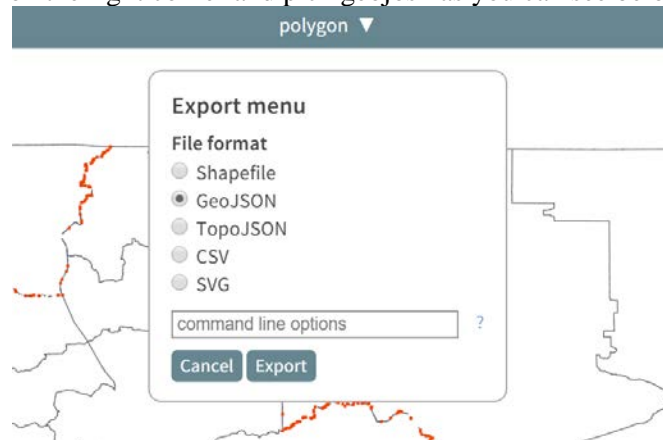 polygon ▼
Export menu
File format
Shapefile
GeoJSON
TopoJSON
CSV
SVG
command line options
?
Cancel Export